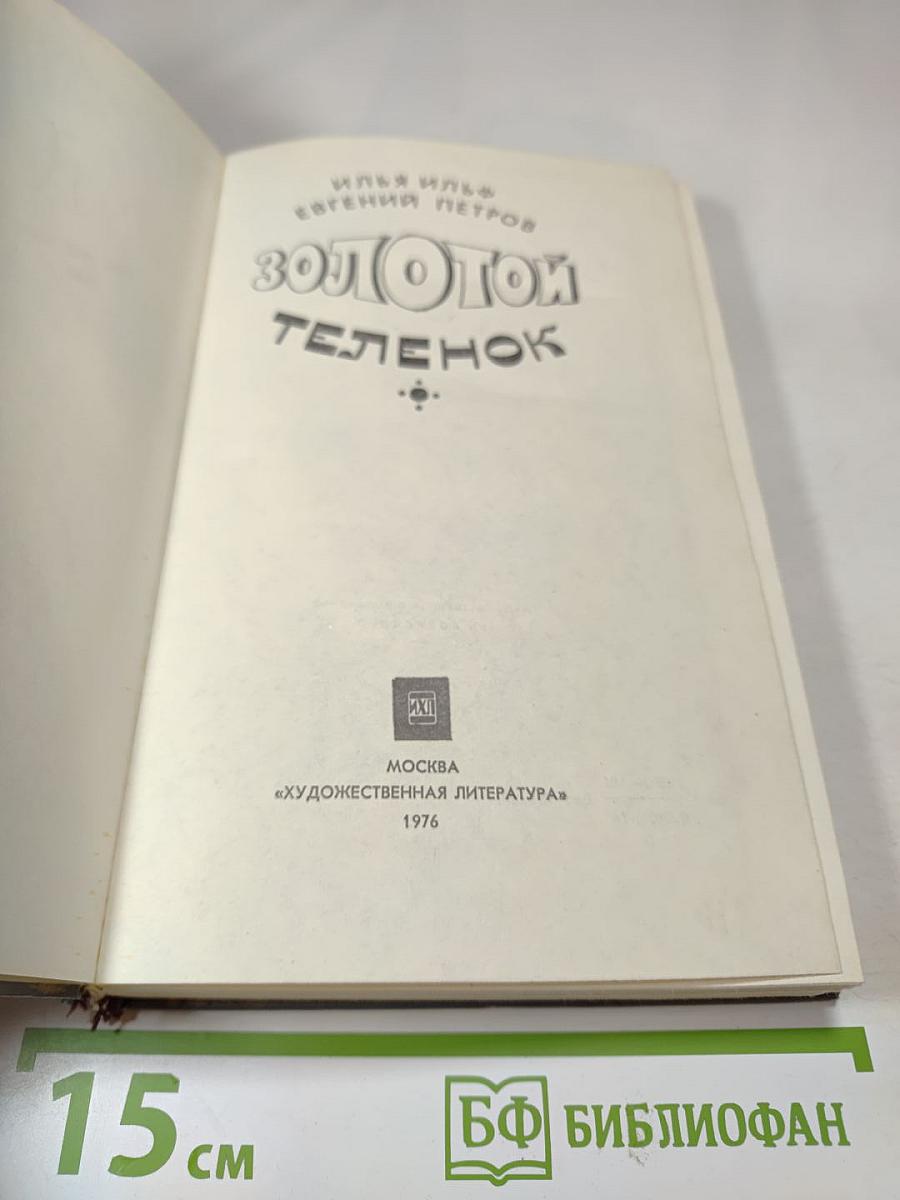 ИЛЬЯ ИЛЬФ
ЕВГЕНИЙ ПЕТРОВ
ЗОЛОТОЙ
ТЕЛЕНОК
ИХЛ
МОСКВА
«ХУДОЖЕСТВЕННАЯ ЛИТЕРАТУРА»
1976
15 см
БФ БИБЛИОФАН